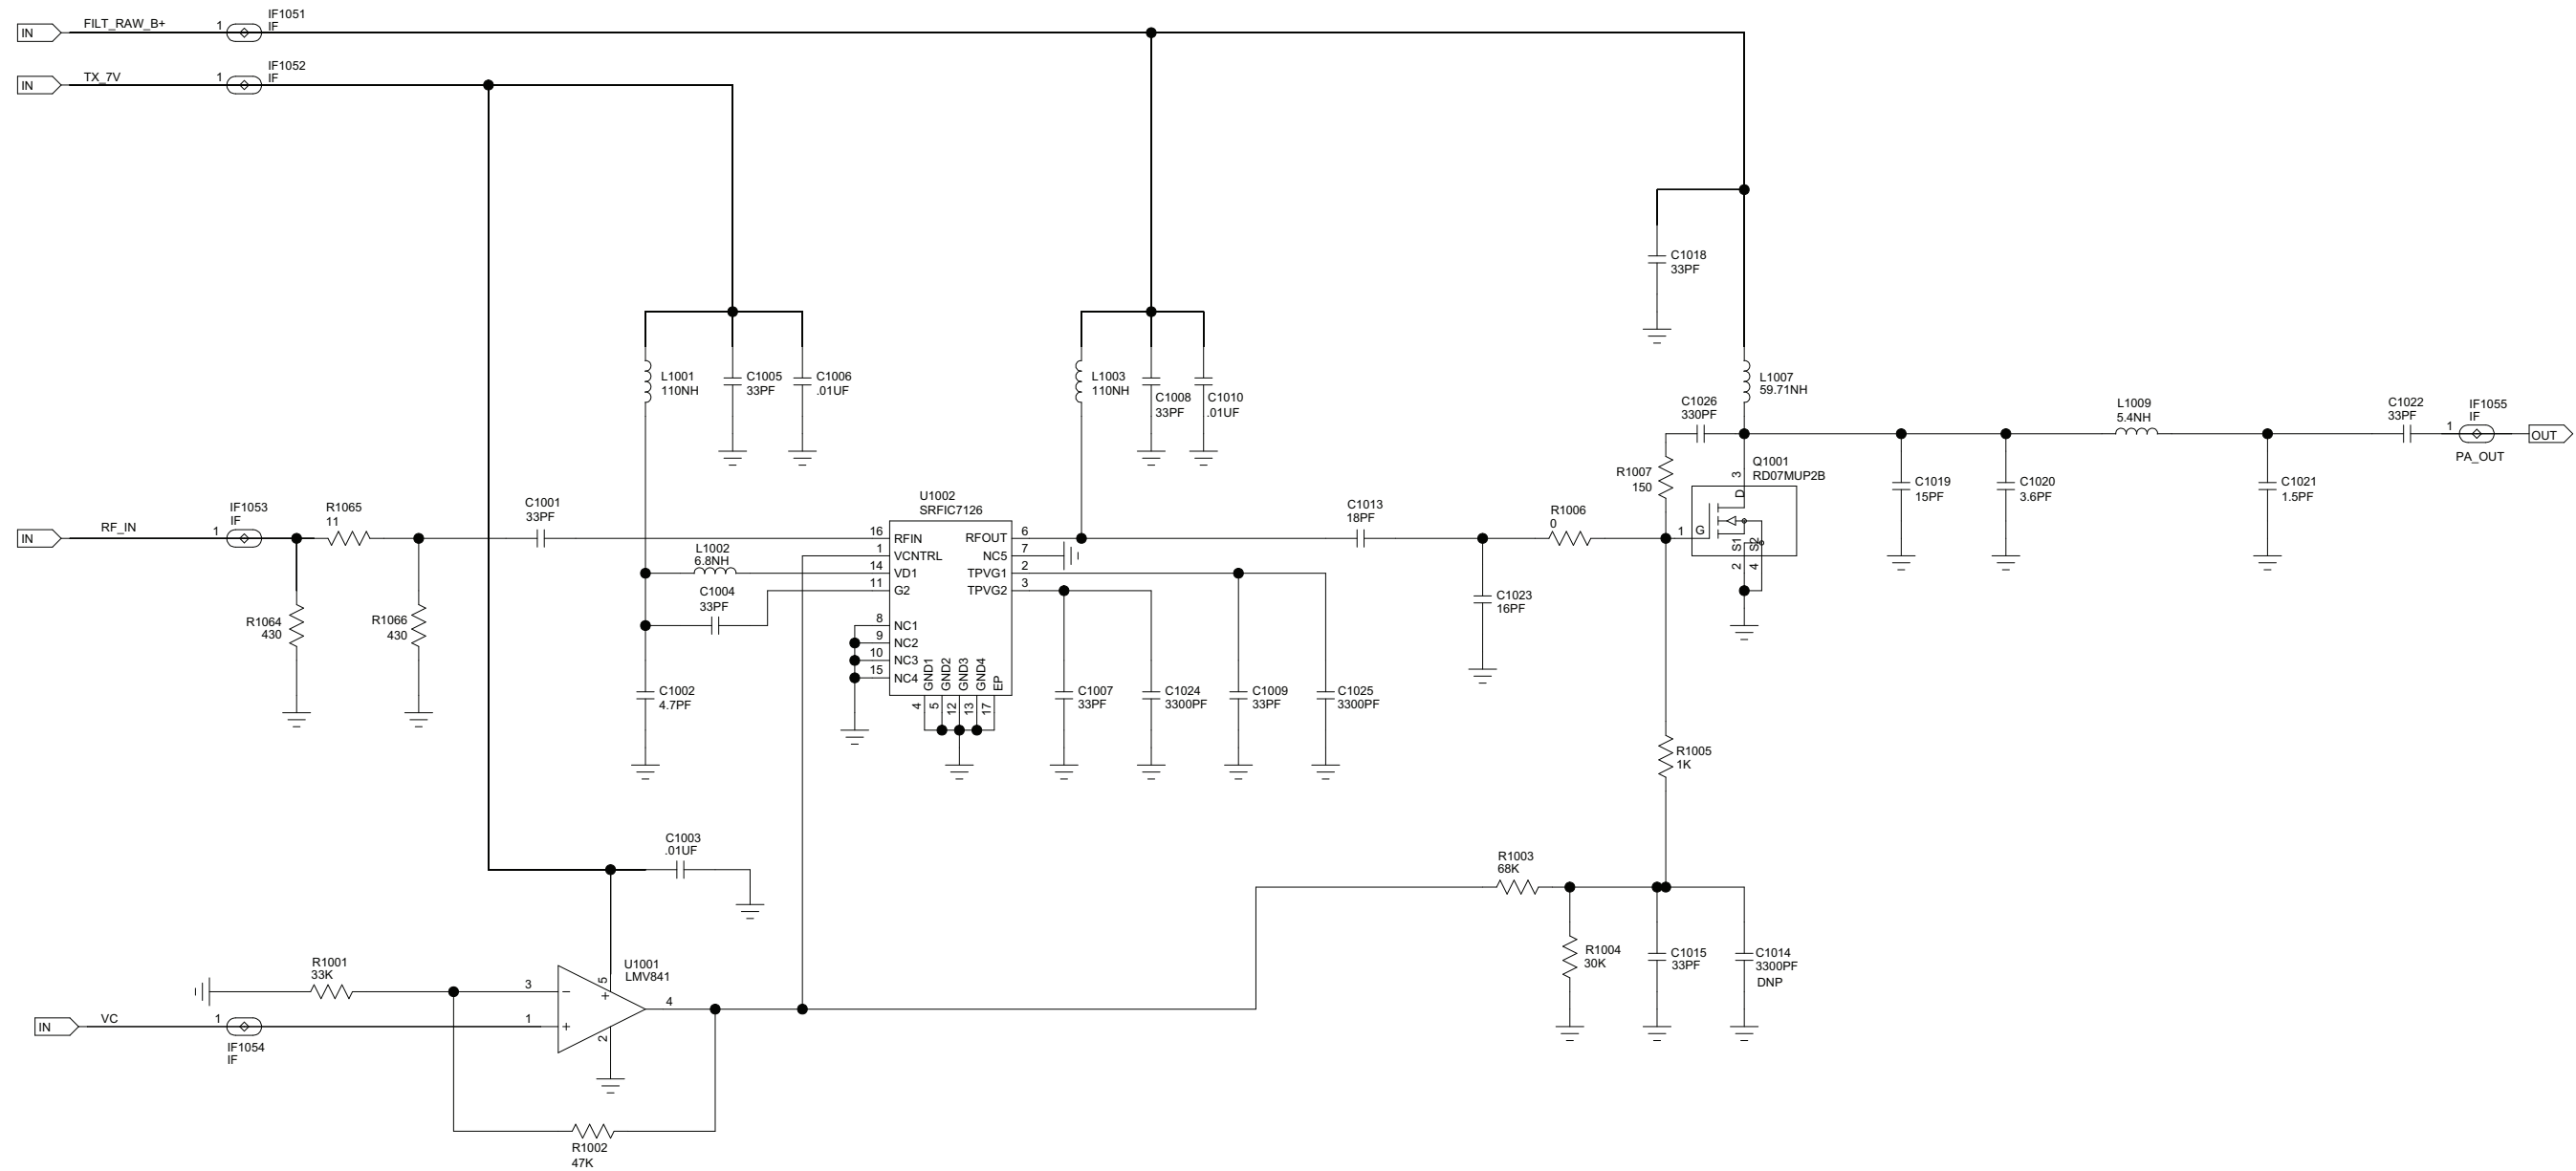 IN
FILT_RAW_B+
1
IF1051
IF
IN
TX_7V
1
IF1052
IF
C1018
33PF
L1001
110NH
C1005
33PF
C1006
.01UF
L1003
110NH
C1008
33PF
C1010
.01UF
L1007
59.71NH
C1026
330PF
L1009
5.4NH
C1022
33PF
1
IF1055
IF
OUT
PA_OUT
R1007
150
3
Q1001
RD07MUP2B
D
G
S1
S2
1
2
4
C1019
15PF
C1020
3.6PF
C1021
1.5PF
IN
RF_IN
1
IF1053
IF
R1065
11
C1001
33PF
R1064
430
R1066
430
L1002
6.8NH
C1004
33PF
C1002
4.7PF
U1002
SRFIC7126
16
RFIN
1
VCNTRL
14
VD1
11
G2
8
NC1
9
NC2
10
NC3
15
NC4
RFOUT
6
NC5
7
TPVG1
2
TPVG2
3
GND1
GND2
GND3
GND4
EP
4
5
12
13
17
C1007
33PF
C1024
3300PF
C1009
33PF
C1025
3300PF
C1013
18PF
C1023
16PF
R1006
0
R1005
1K
C1003
.01UF
R1003
68K
R1004
30K
C1015
33PF
C1014
3300PF
DNP
R1001
33K
3
−
5
+
U1001
LMV841
4
IN
VC
1
IF1054
IF
1
+
2
R1002
47K